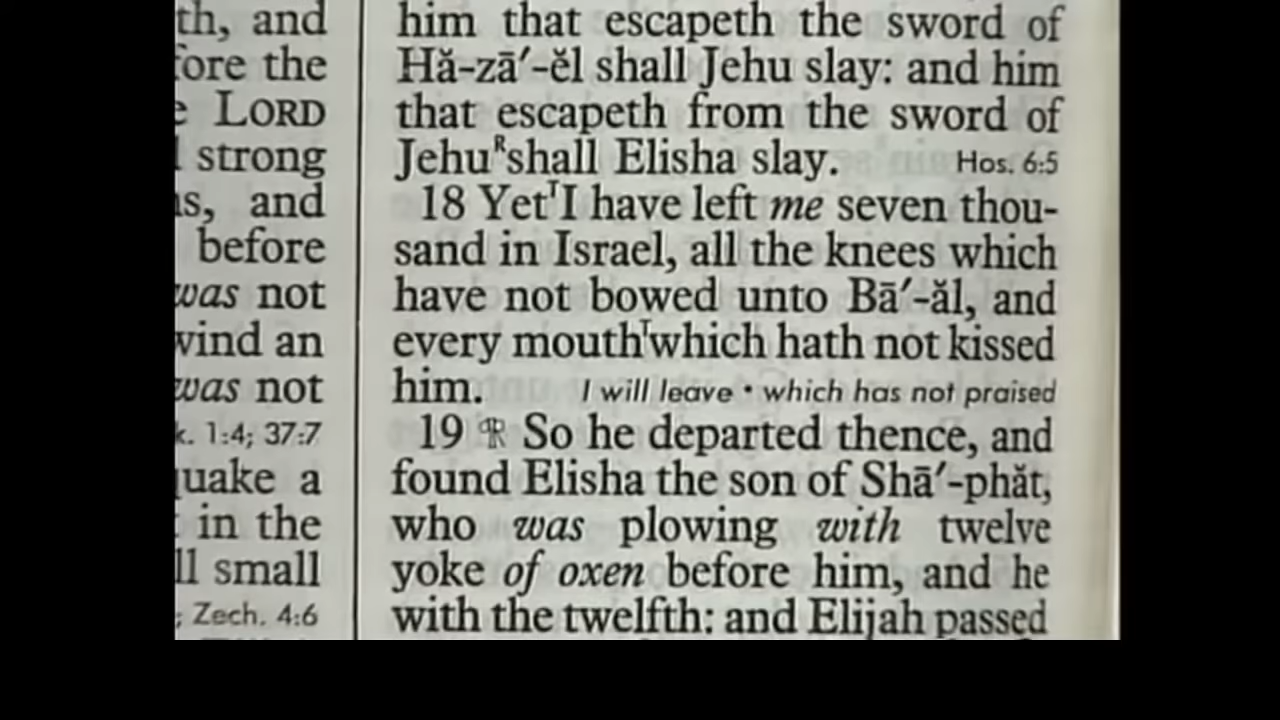 th, and
fore the
e LORD
strong
us, and
before
was not
wind an
was not
k. 1:4; 37:7
quake a
in the
ll small
; Zech. 4:6
him that escapeth the sword of
Hă-zā′-ĕl shall Jehu slay: and him
that escapeth from the sword of
Jehu ᴿshall Elisha slay. Hos. 6:5
18 Yet ᵀI have left me seven thou-
sand in Israel, all the knees which
have not bowed unto Bā′-ăl, and
every mouth ᵀwhich hath not kissed
him. I will leave • which has not praised
19 ℙR So he departed thence, and
found Elisha the son of Shā′-phăt,
who was plowing with twelve
yoke of oxen before him, and he
with the twelfth: and Elijah passed